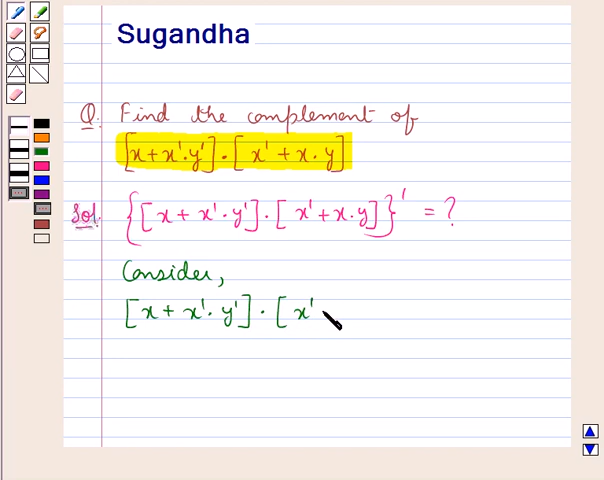 Sugandha
Q. Find the complement of
[x+x'·y']·[x'+x·y]
Sol. {[x+x'·y']·[x'+x·y]}' = ?
Consider,
[x+x'·y']·[x'